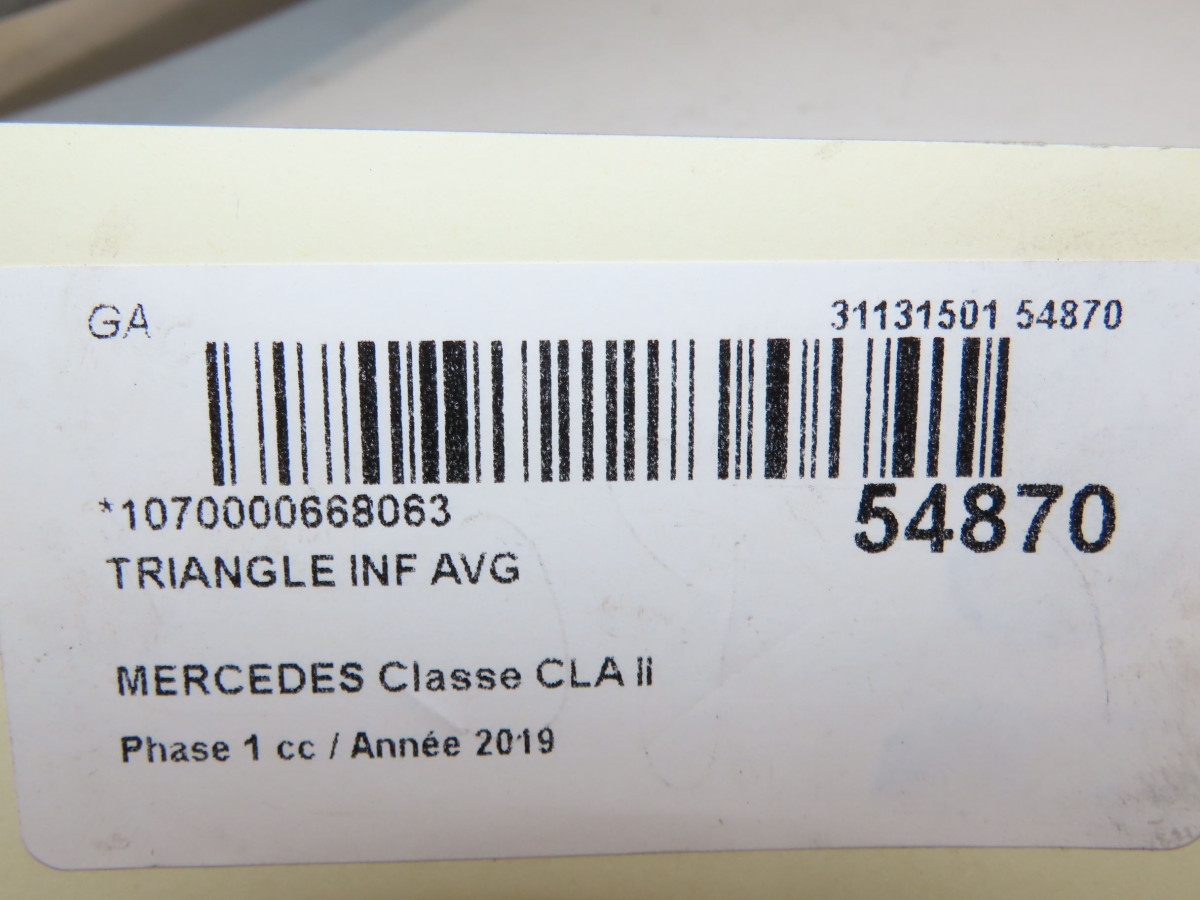 GA
31131501 54870
*1070000668063
54870
TRIANGLE INF AVG
MERCEDES Classe CLA Ii
Phase 1 cc / Année 2019